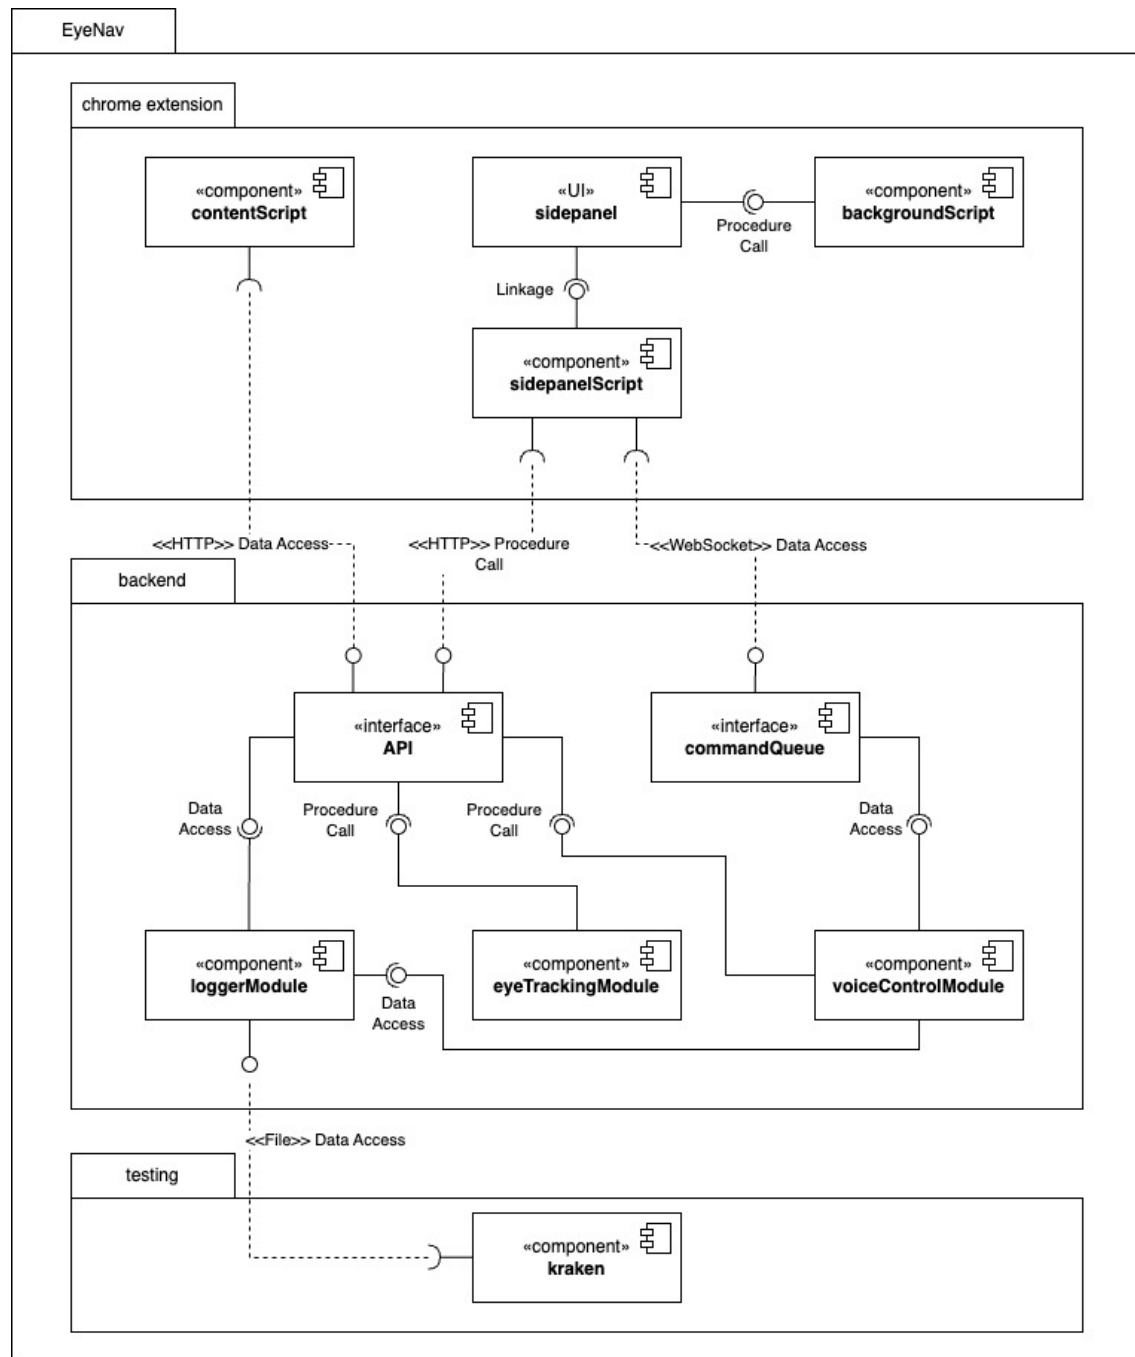 EyeNav
chrome extension
«component»
contentScript
«UI»
sidepanel
Procedure
Call
«component»
backgroundScript
Linkage
«component»
sidepanelScript
<<HTTP>> Data Access
<<HTTP>> Procedure
Call
<<WebSocket>> Data Access
backend
«interface»
API
«interface»
commandQueue
Data
Access
Procedure
Call
Procedure
Call
Data
Access
«component»
loggerModule
Data
Access
«component»
eyeTrackingModule
«component»
voiceControlModule
<<File>> Data Access
testing
«component»
kraken